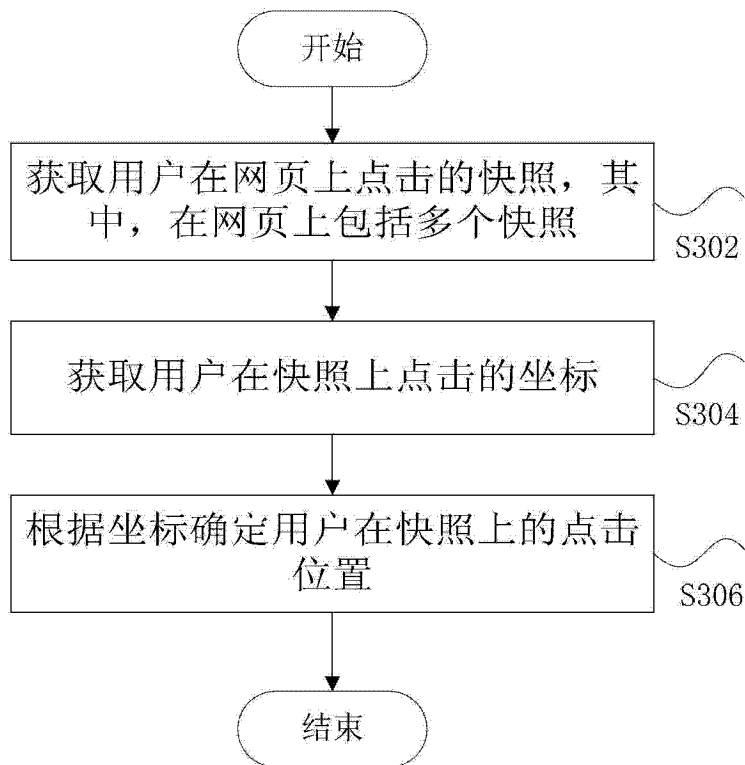 开始
获取用户在网页上点击的快照，其
中，在网页上包括多个快照
S302
获取用户在快照上点击的坐标
S304
根据坐标确定用户在快照上的点击
位置
S306
结束